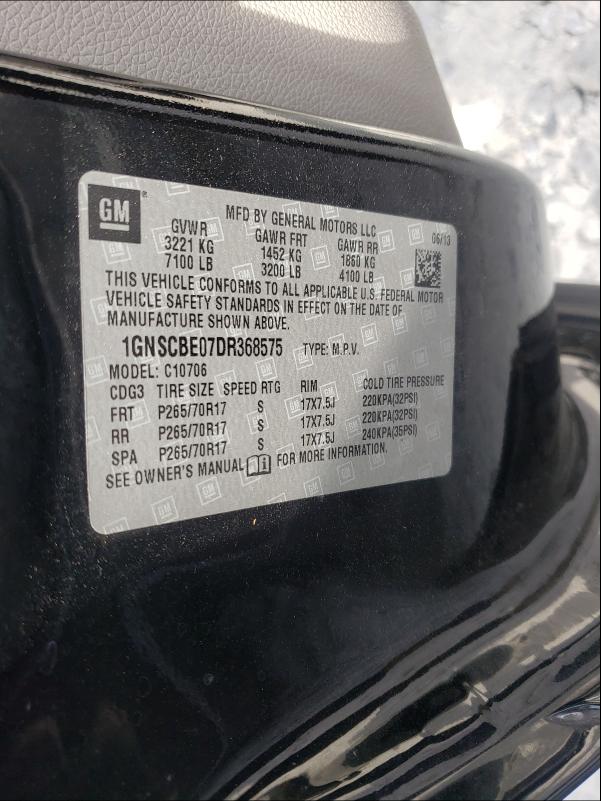 GM
MFD BY GENERAL MOTORS LLC
06/13
GVWR GAWR FRT GAWR RR
3221 KG 1452 KG 1860 KG
7100 LB 3200 LB 4100 LB
THIS VEHICLE CONFORMS TO ALL APPLICABLE U.S. FEDERAL MOTOR
VEHICLE SAFETY STANDARDS IN EFFECT ON THE DATE OF
MANUFACTURE SHOWN ABOVE.
1GNSCBE07DR368575 TYPE: M.P.V.
MODEL: C10706
CDG3 TIRE SIZE SPEED RTG RIM COLD TIRE PRESSURE
FRT P265/70R17 S 17X7.5J 220KPA(32PSI)
RR P265/70R17 S 17X7.5J 220KPA(32PSI)
SPA P265/70R17 S 17X7.5J 240KPA(35PSI)
SEE OWNER'S MANUAL FOR MORE INFORMATION.